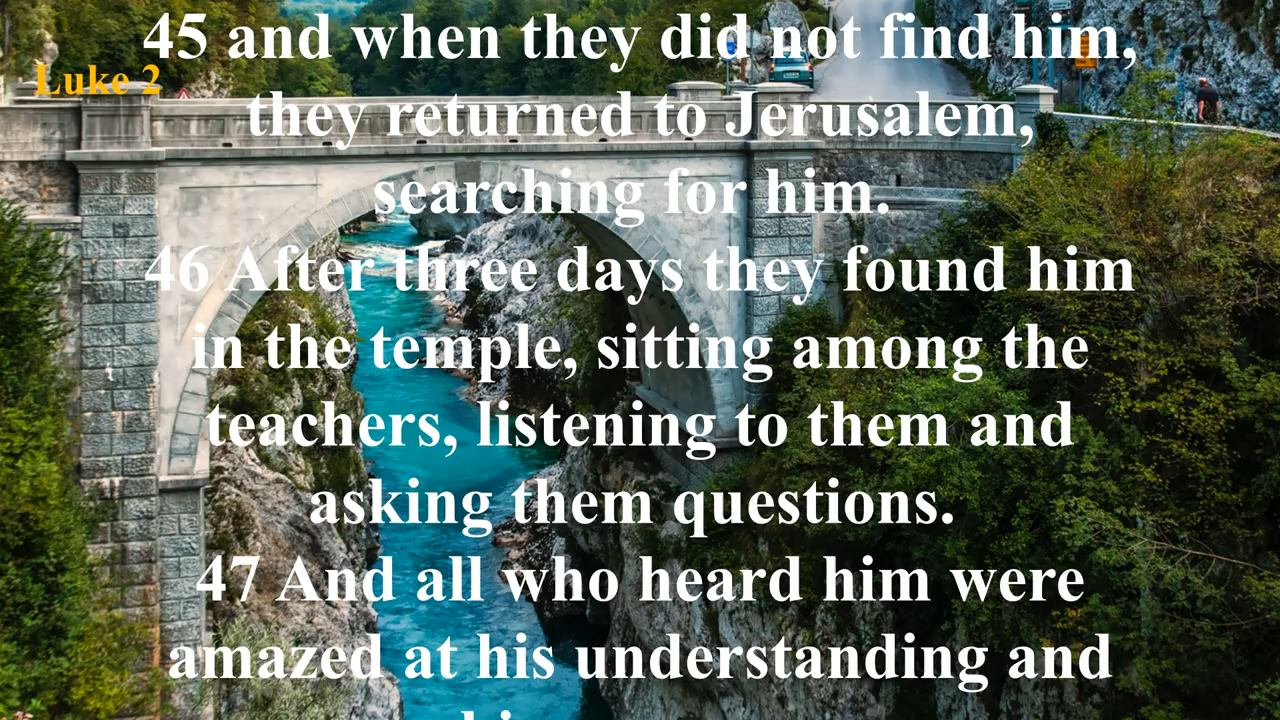 45 and when they did not find him,
Luke 2
they returned to Jerusalem,
searching for him.
46 After three days they found him
in the temple, sitting among the
teachers, listening to them and
asking them questions.
47 And all who heard him were
amazed at his understanding and